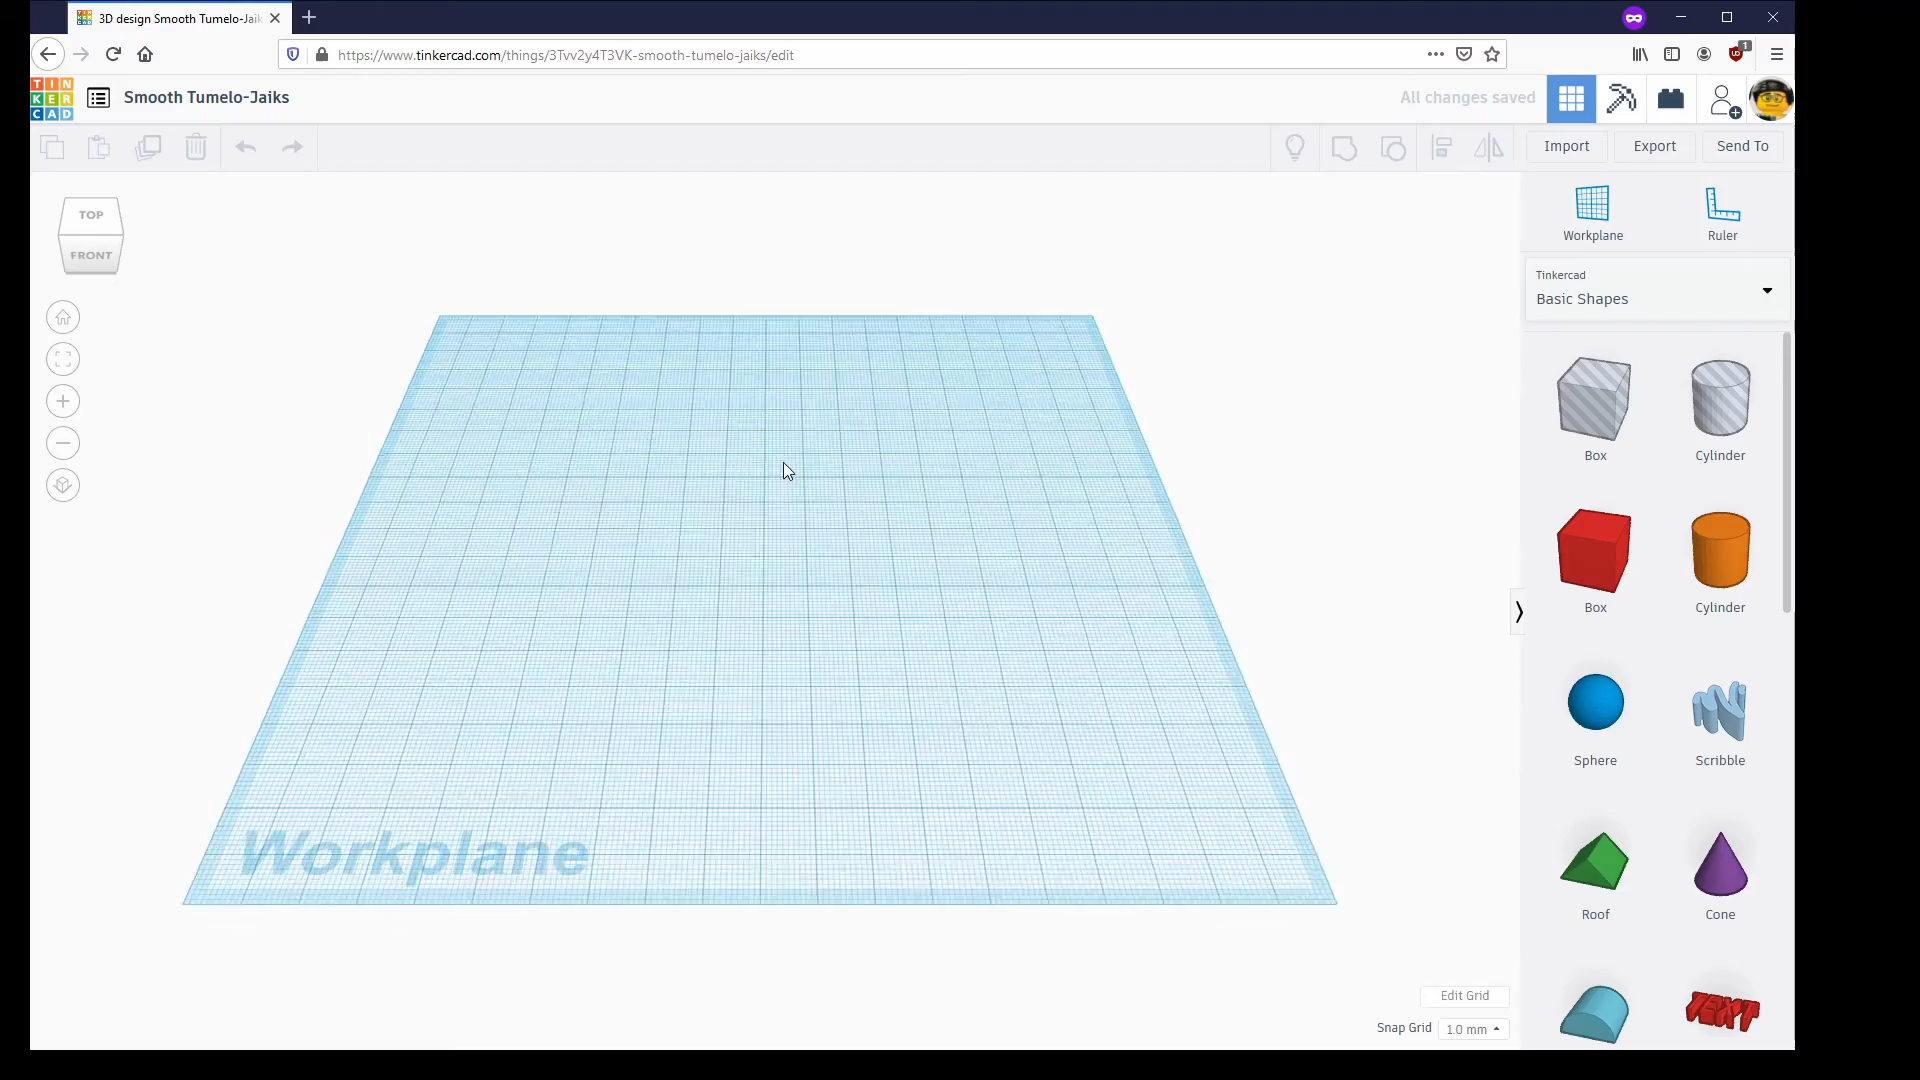 3D design Smooth Tumelo-Jaik
1
https://www.tinkercad.com/things/3Tvv2y4T3VK-smooth-tumelo-jaiks/edit
TIN
KER
CAD
Smooth Tumelo-Jaiks
All changes saved
Import
Export
Send To
TOP
FRONT
Workplane
Ruler
Tinkercad
Basic Shapes
Box
Cylinder
Box
Cylinder
Sphere
Scribble
Roof
Cone
TEXT
Workplane
Edit Grid
Snap Grid
1.0 mm